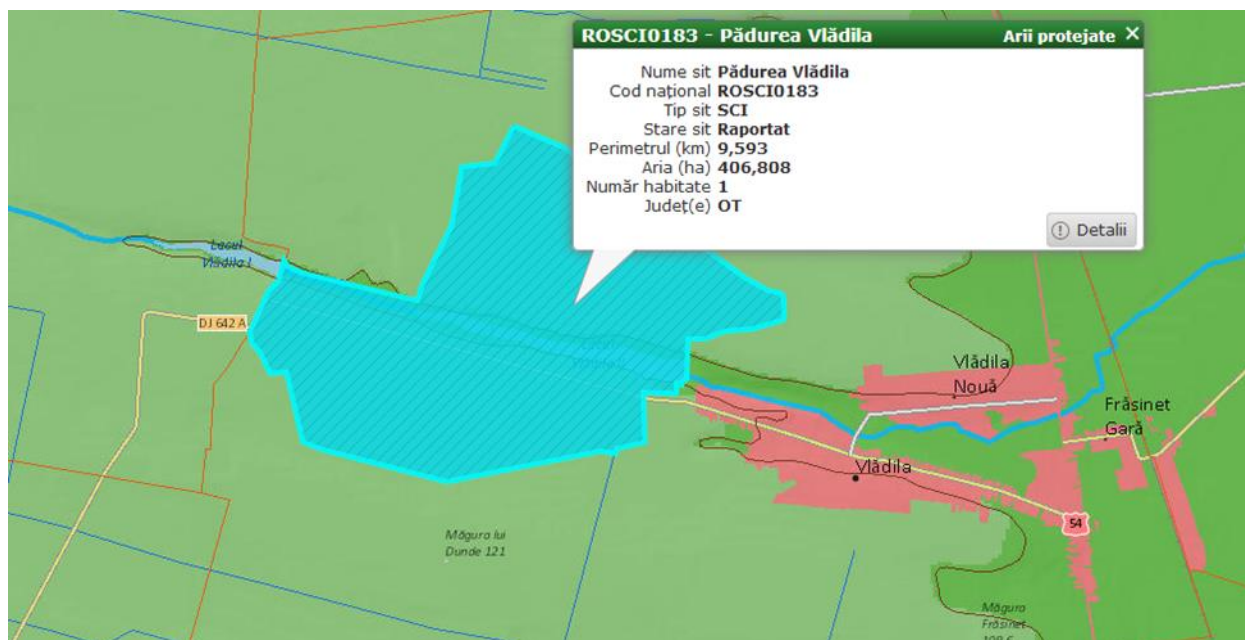 ROSCI0183 - Pădurea Vlădila Arii protejate ×
Nume sit Pădurea Vlădila
Cod național ROSCI0183
Tip sit SCI
Stare sit Raportat
Perimetrul (km) 9,593
Aria (ha) 406,808
Număr habitate 1
Județ(e) OT
Detalii
Lacul
Vlădila I
DJ 642 A
Vlădila
Nouă
Frăsinet
Gară
Vlădila
54
Măgura lui
Dunde 121
Măgura
Frăsinet